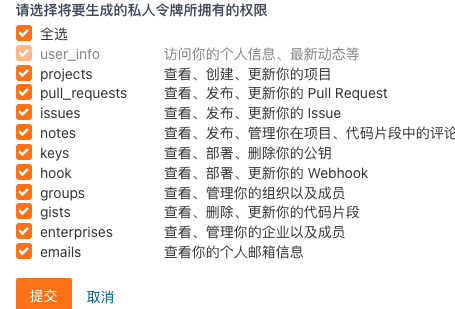 请选择将要生成的私人令牌所拥有的权限
全选
user_info 访问你的个人信息、最新动态等
projects 查看、创建、更新你的项目
pull_requests 查看、发布、更新你的 Pull Request
issues 查看、发布、更新你的 Issue
notes 查看、发布、管理你在项目、代码片段中的评论
keys 查看、部署、删除你的公钥
hook 查看、部署、更新你的 Webhook
groups 查看、管理你的组织以及成员
gists 查看、删除、更新你的代码片段
enterprises 查看、管理你的企业以及成员
emails 查看你的个人邮箱信息
提交 取消